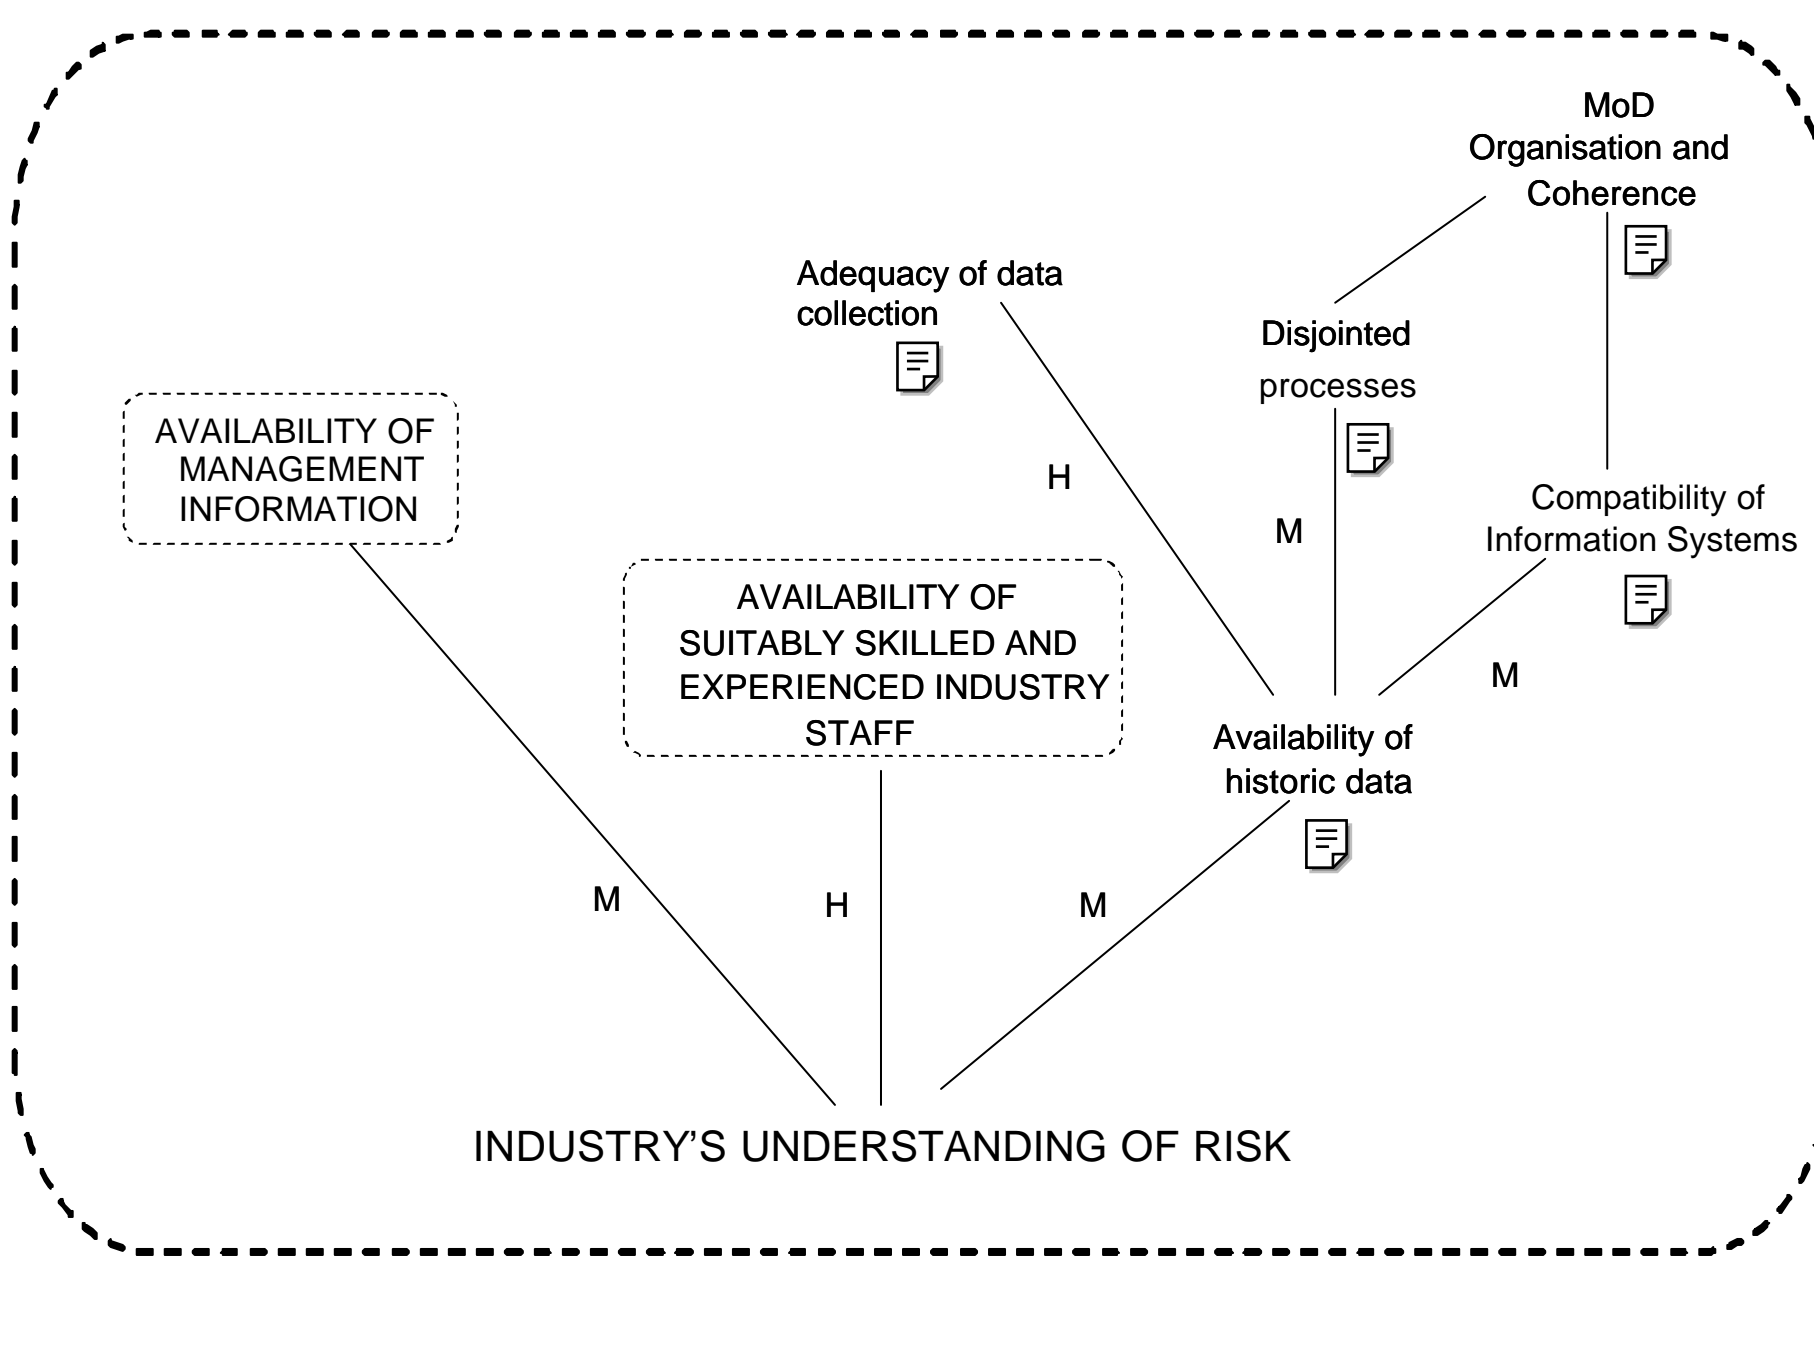 MoD
Organisation and
Coherence
Adequacy of data
collection
Disjointed
processes
AVAILABILITY OF
MANAGEMENT
INFORMATION
H
M
Compatibility of
Information Systems
AVAILABILITY OF
SUITABLY SKILLED AND
EXPERIENCED INDUSTRY
STAFF
M
Availability of
historic data
M
H
M
INDUSTRY’S UNDERSTANDING OF RISK